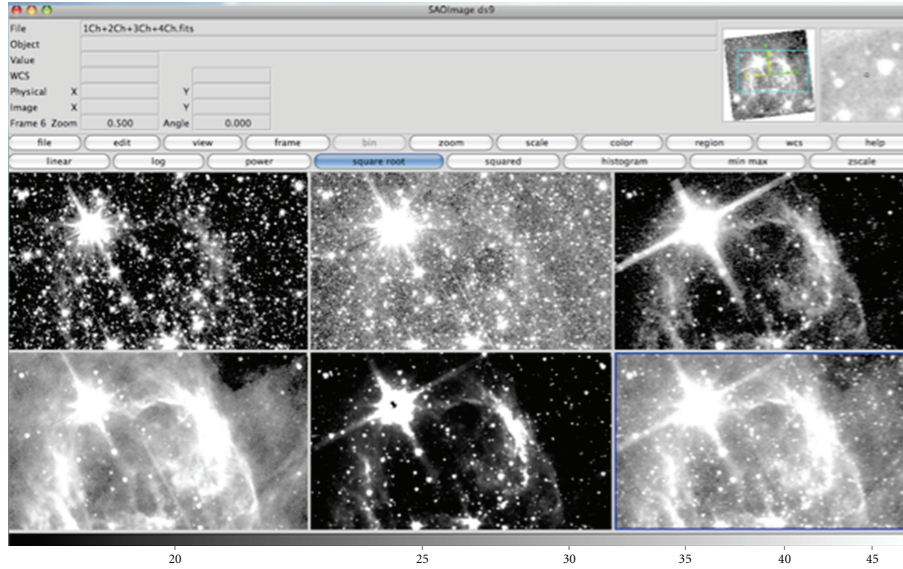 SAOImage ds9
File 1Ch+2Ch+3Ch+4Ch.fits
Object
Value
WCS
Physical X Y
Image X Y
Frame 6 Zoom 0.500 Angle 0.000
file edit view frame bin zoom scale color region wcs help
linear log power square root squared histogram min max zscale
20 25 30 35 40 45